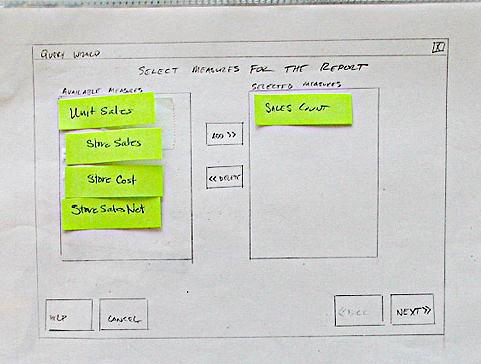 QUERY WIZARD
X
SELECT MEASURES FOR THE REPORT
AVAILABLE MEASURES
SELECTED MEASURES
Unit Sales
Store Sales
Store Cost
Store Sales Net
SALES COUNT
ADD >>
<< DELETE
HELP
CANCEL
NEXT >>